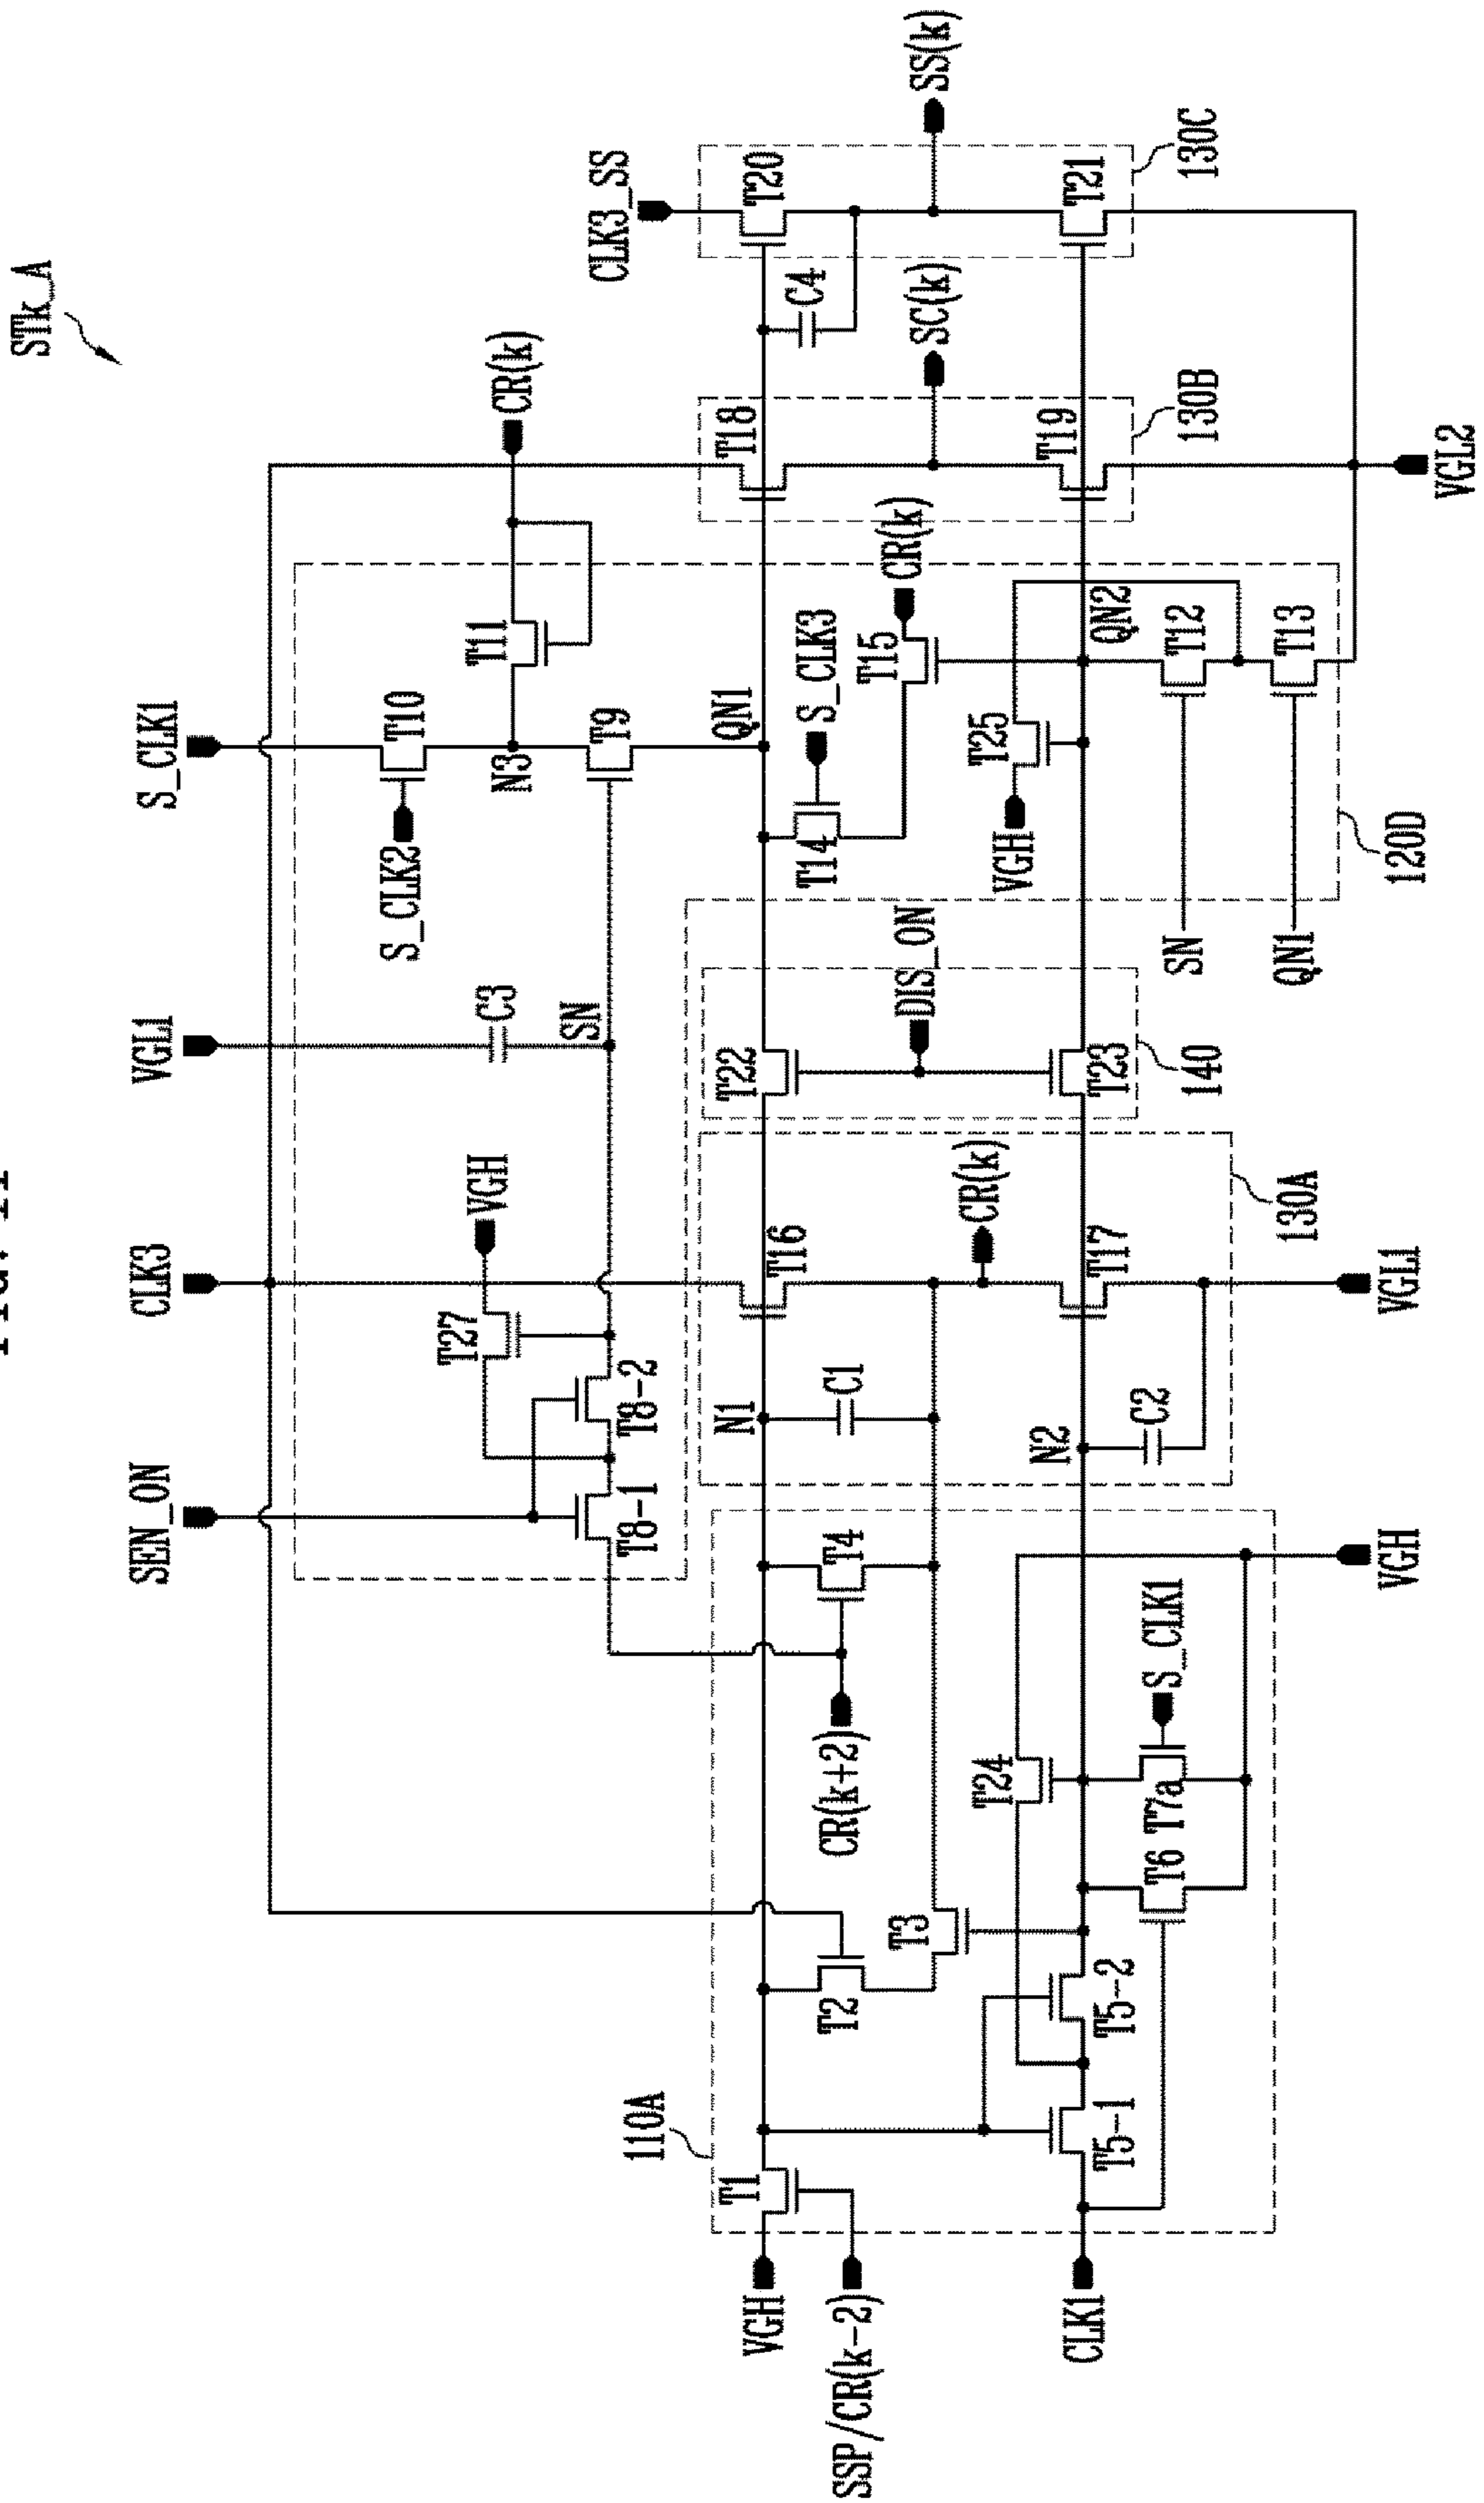 STk_A
S_CLK1
VGL1
CLK3
SEN_ON
CLK3_SS
CR(k)
S_CLK2
T10
T11
N3
T9
C3
SN
VGH
T27
T8-2
T8-1
110A
T1
VGH
SSP/CR(k-2)
T2
T3
CR(k+2)
T4
N1
C1
T16
CR(k)
T22
DIS_ON
T23
140
QN1
T14
S_CLK3
T15
CR(k)
T18
SC(k)
T19
130B
C4
T20
SS(k)
T21
130C
CLK1
T5-1
T5-2
T6
T7a
S_CLK1
T24
VGH
N2
C2
T17
130A
VGL1
VGH
T25
QN2
T12
T13
SN
QN1
120D
VGL2